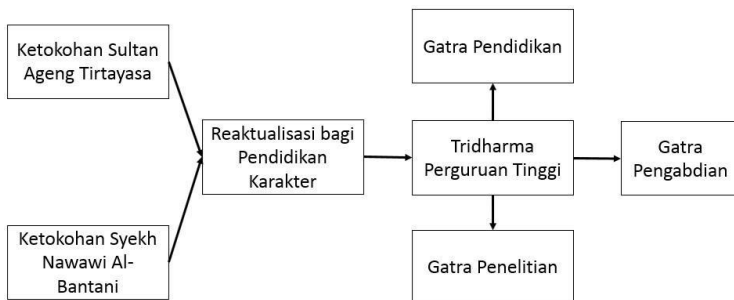 Ketokohan Sultan
Ageng Tirtayasa
Ketokohan Syekh
Nawawi Al-
Bantani
Reaktualisasi bagi
Pendidikan
Karakter
Gatra Pendidikan
Tridharma
Perguruan Tinggi
Gatra Penelitian
Gatra
Pengabdian